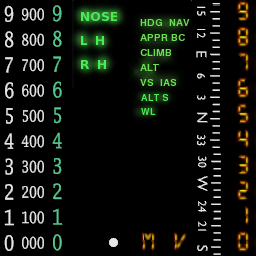 9 900 9
8 800 8
7 700 7
6 600 6
5 500 5
4 400 4
3 300 3
2 200 2
1 100 1
0 000 0
NOSE
L H
R H
HDG NAV
APPR BC
CLIMB
ALT
VS IAS
ALT S
WL
M V
15
12
E
6
3
N
33
30
W
24
21
S
9
8
7
6
5
4
3
2
1
0